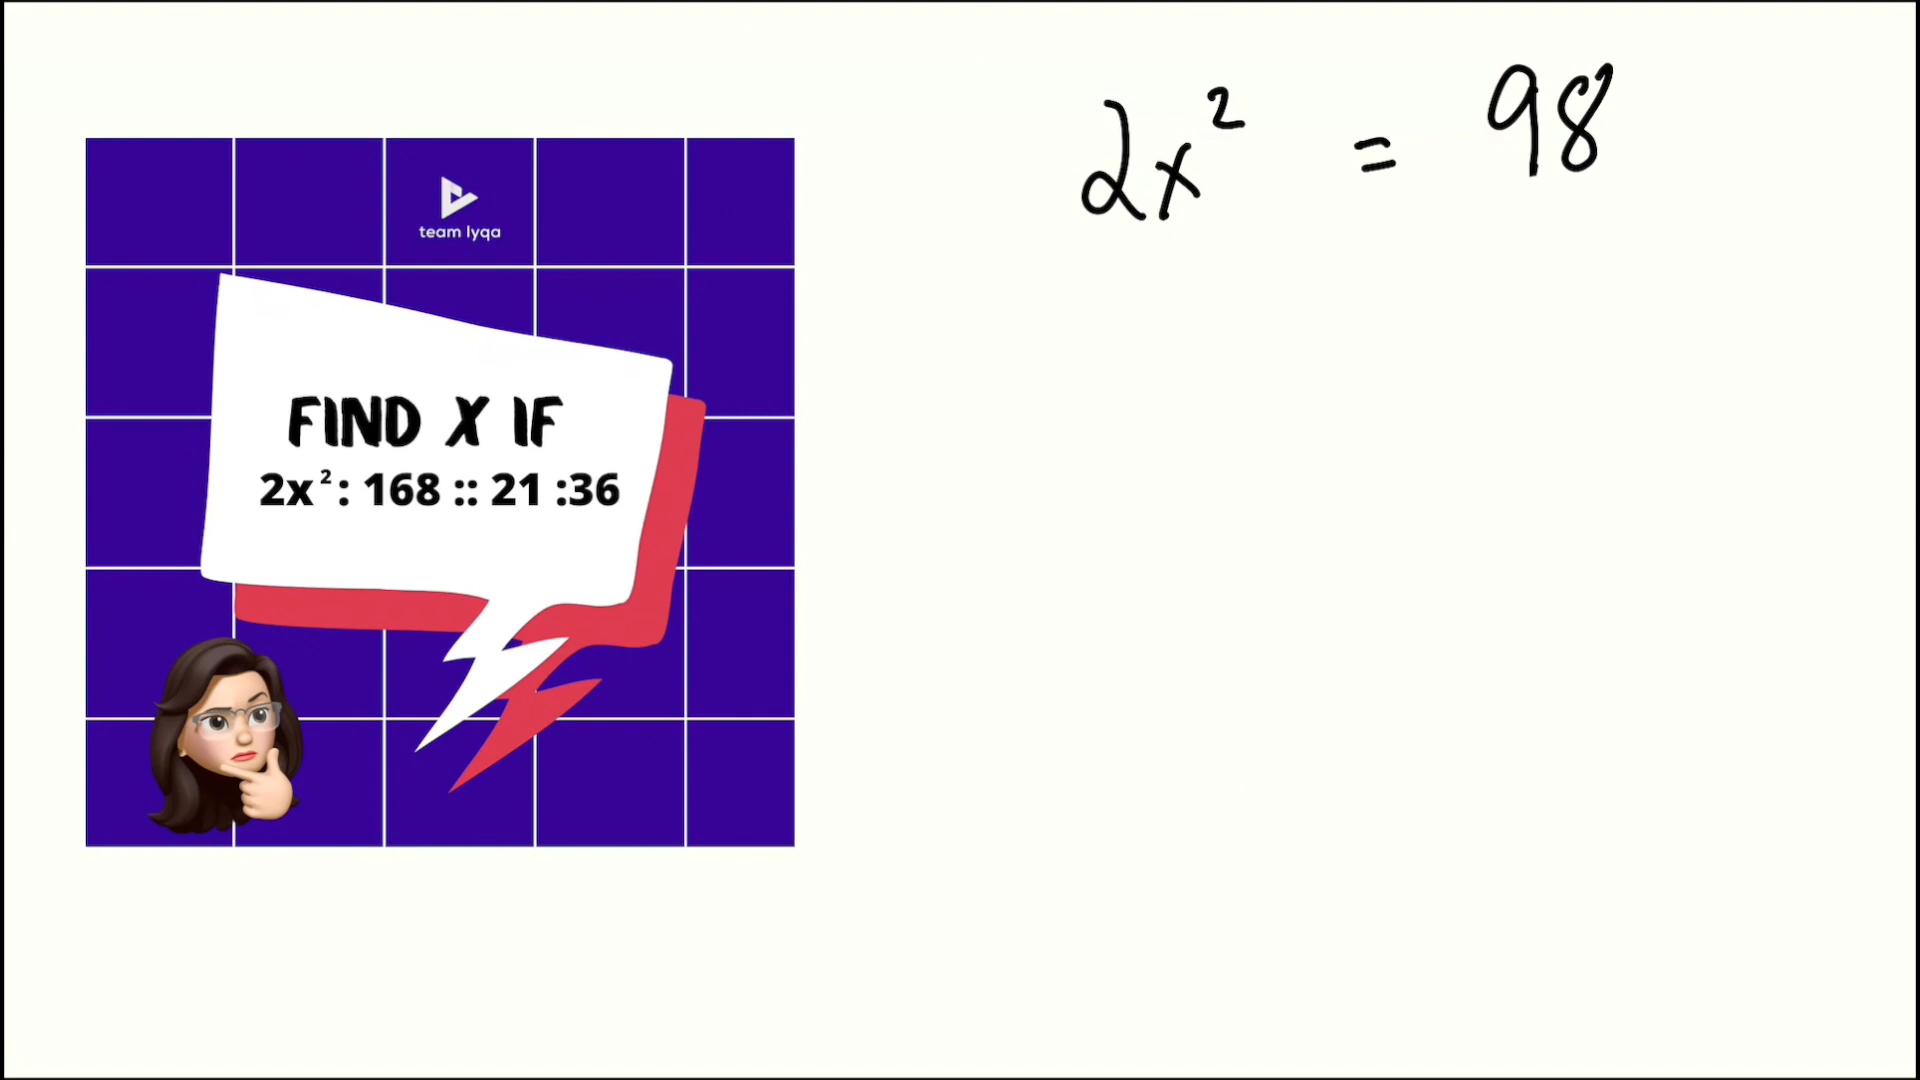 team lyqa
FIND X IF
2x²: 168 :: 21 :36
2x² = 98